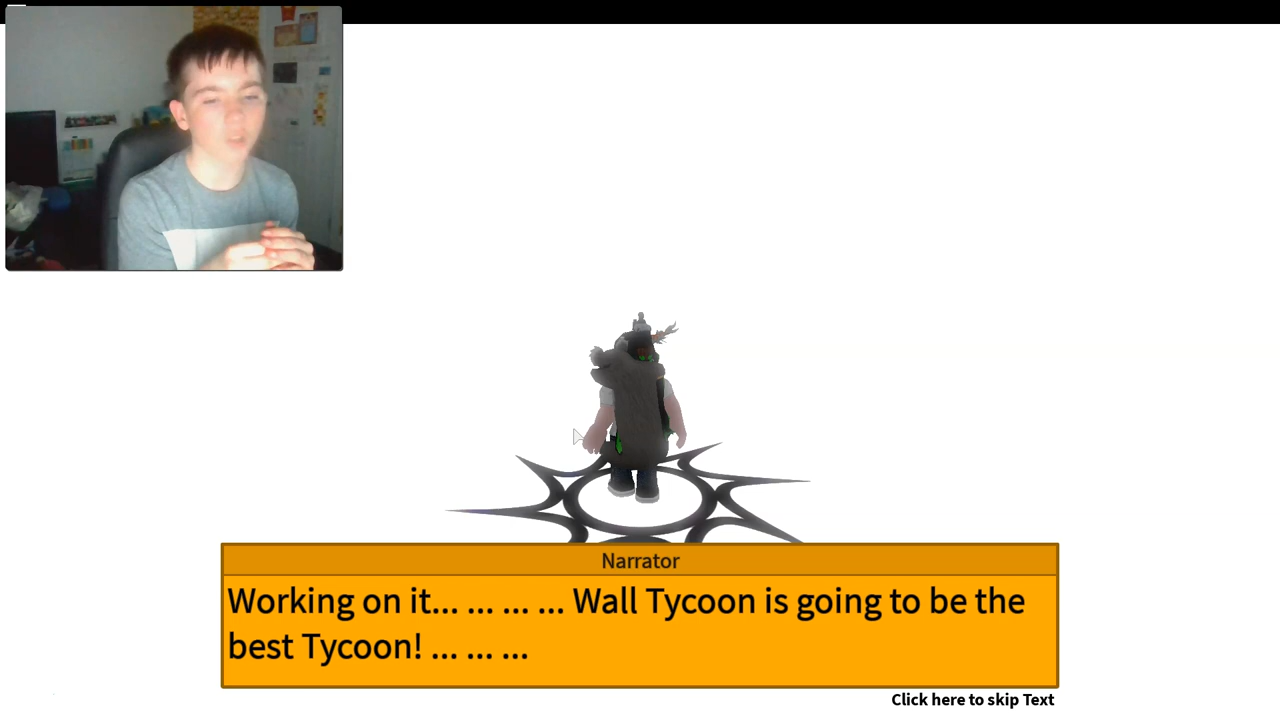 Narrator
Working on it... ... ... ... Wall Tycoon is going to be the
best Tycoon! ... ... ...
Click here to skip Text